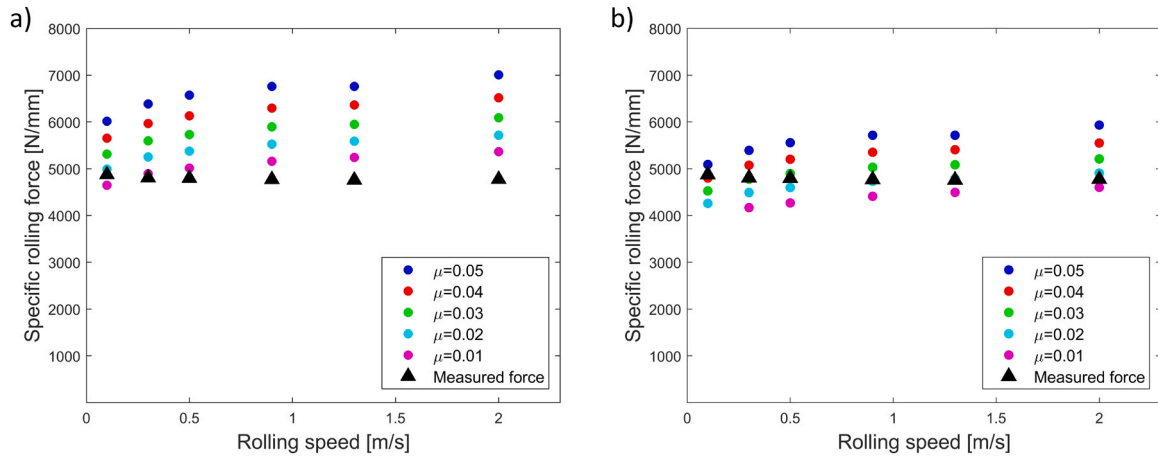 a)
Specific rolling force [N/mm]
8000
7000
6000
5000
4000
3000
2000
1000
0
0.5
1
1.5
2
Rolling speed [m/s]
μ=0.05
μ=0.04
μ=0.03
μ=0.02
μ=0.01
Measured force
b)
Specific rolling force [N/mm]
8000
7000
6000
5000
4000
3000
2000
1000
0
0.5
1
1.5
2
Rolling speed [m/s]
μ=0.05
μ=0.04
μ=0.03
μ=0.02
μ=0.01
Measured force